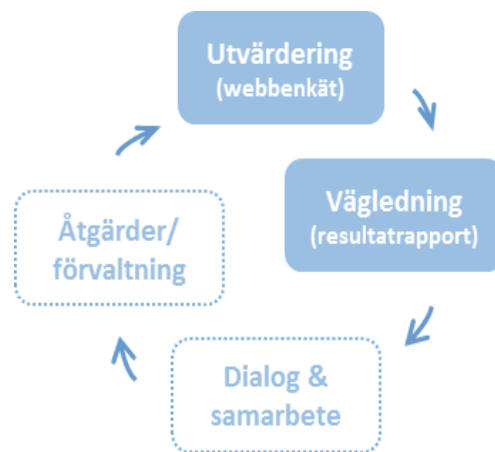 Utvärdering
(webbenkät)
Vägledning
(resultatrapport)
Dialog &
samarbete
Åtgärder/
förvaltning